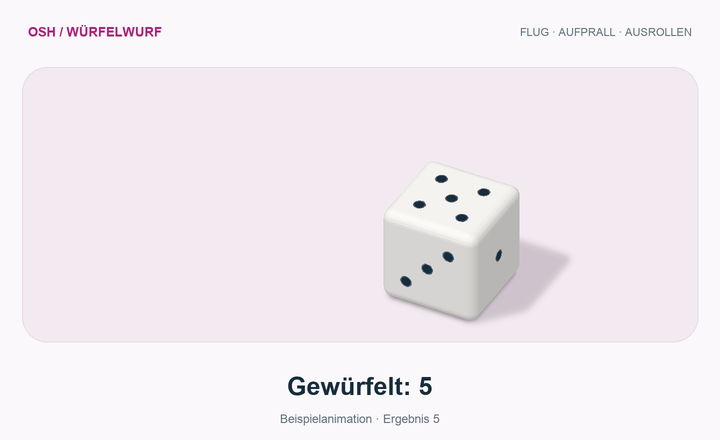 OSH / WÜRFELWURF
FLUG · AUFPRALL · AUSROLLEN
Gewürfelt: 5
Beispielanimation · Ergebnis 5